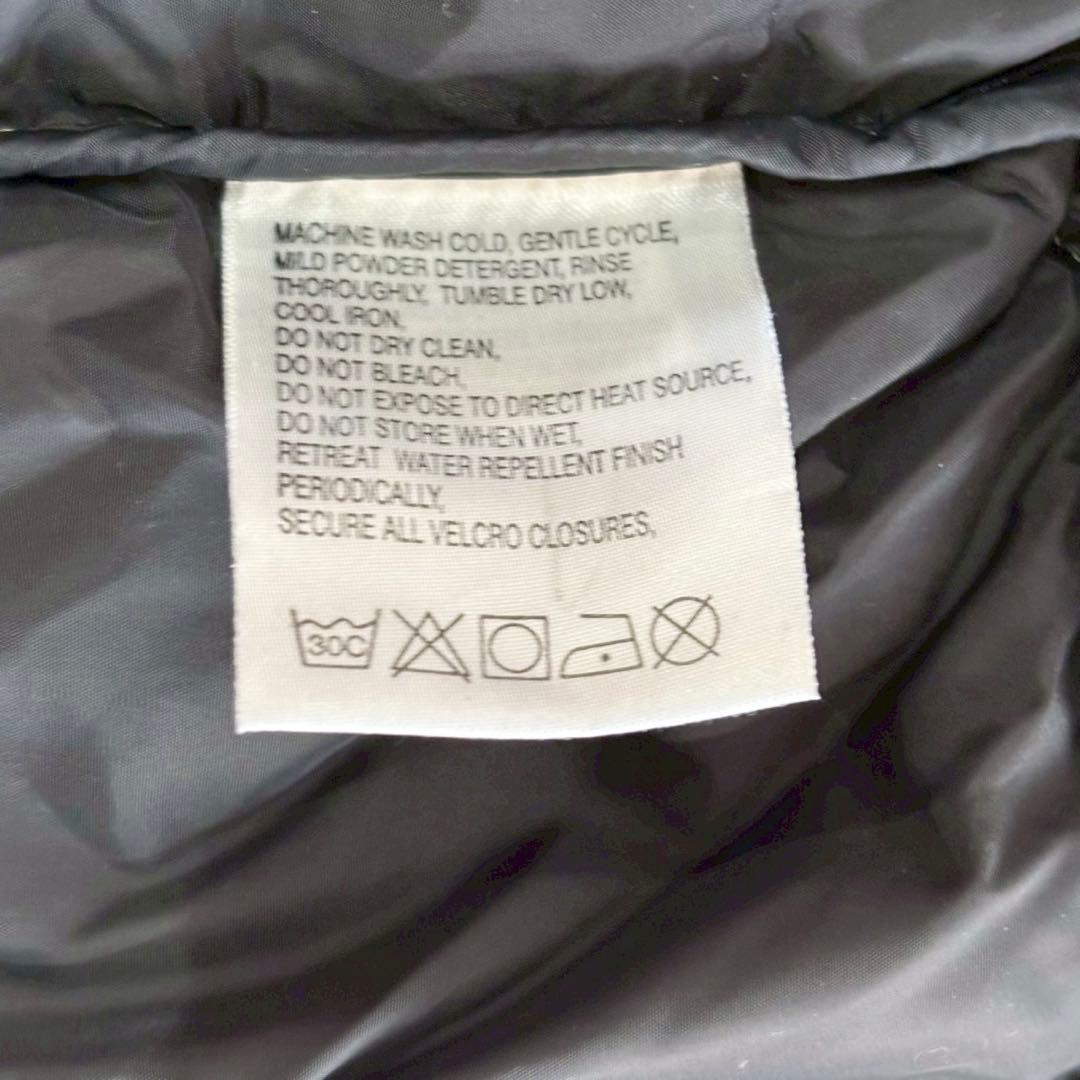 MACHINE WASH COLD, GENTLE CYCLE,
MILD POWDER DETERGENT, RINSE
THOROUGHLY, TUMBLE DRY LOW,
COOL IRON,
DO NOT DRY CLEAN,
DO NOT BLEACH,
DO NOT EXPOSE TO DIRECT HEAT SOURCE,
DO NOT STORE WHEN WET,
RETREAT WATER REPELLENT FINISH
PERIODICALLY,
SECURE ALL VELCRO CLOSURES,
30C